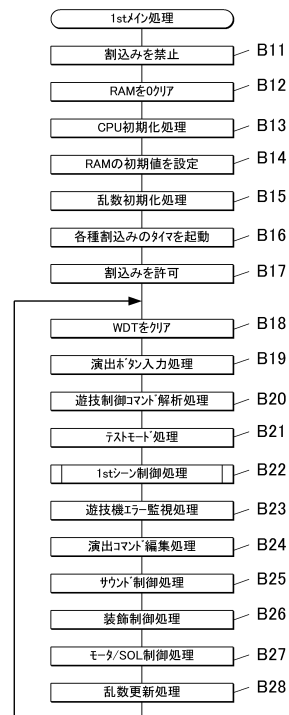 1stメイン処理
割込みを禁止 B11
RAMを0クリア B12
CPU初期化処理 B13
RAMの初期値を設定 B14
乱数初期化処理 B15
各種割込みのタイマを起動 B16
割込みを許可 B17
WDTをクリア B18
演出ボタン入力処理 B19
遊技制御コマンド解析処理 B20
テストモード処理 B21
1stシーン制御処理 B22
遊技機エラー監視処理 B23
演出コマンド編集処理 B24
サウンド制御処理 B25
装飾制御処理 B26
モータ/SOL制御処理 B27
乱数更新処理 B28